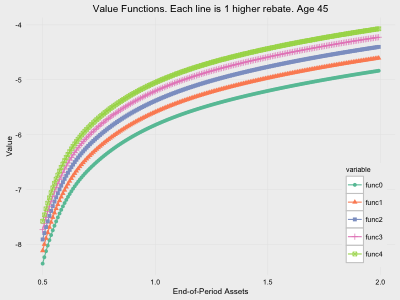 Value Functions. Each line is 1 higher rebate. Age 45
-4
-5
-6
-7
-8
Value
0.5
1.0
1.5
2.0
End-of-Period Assets
variable
func0
func1
func2
func3
func4